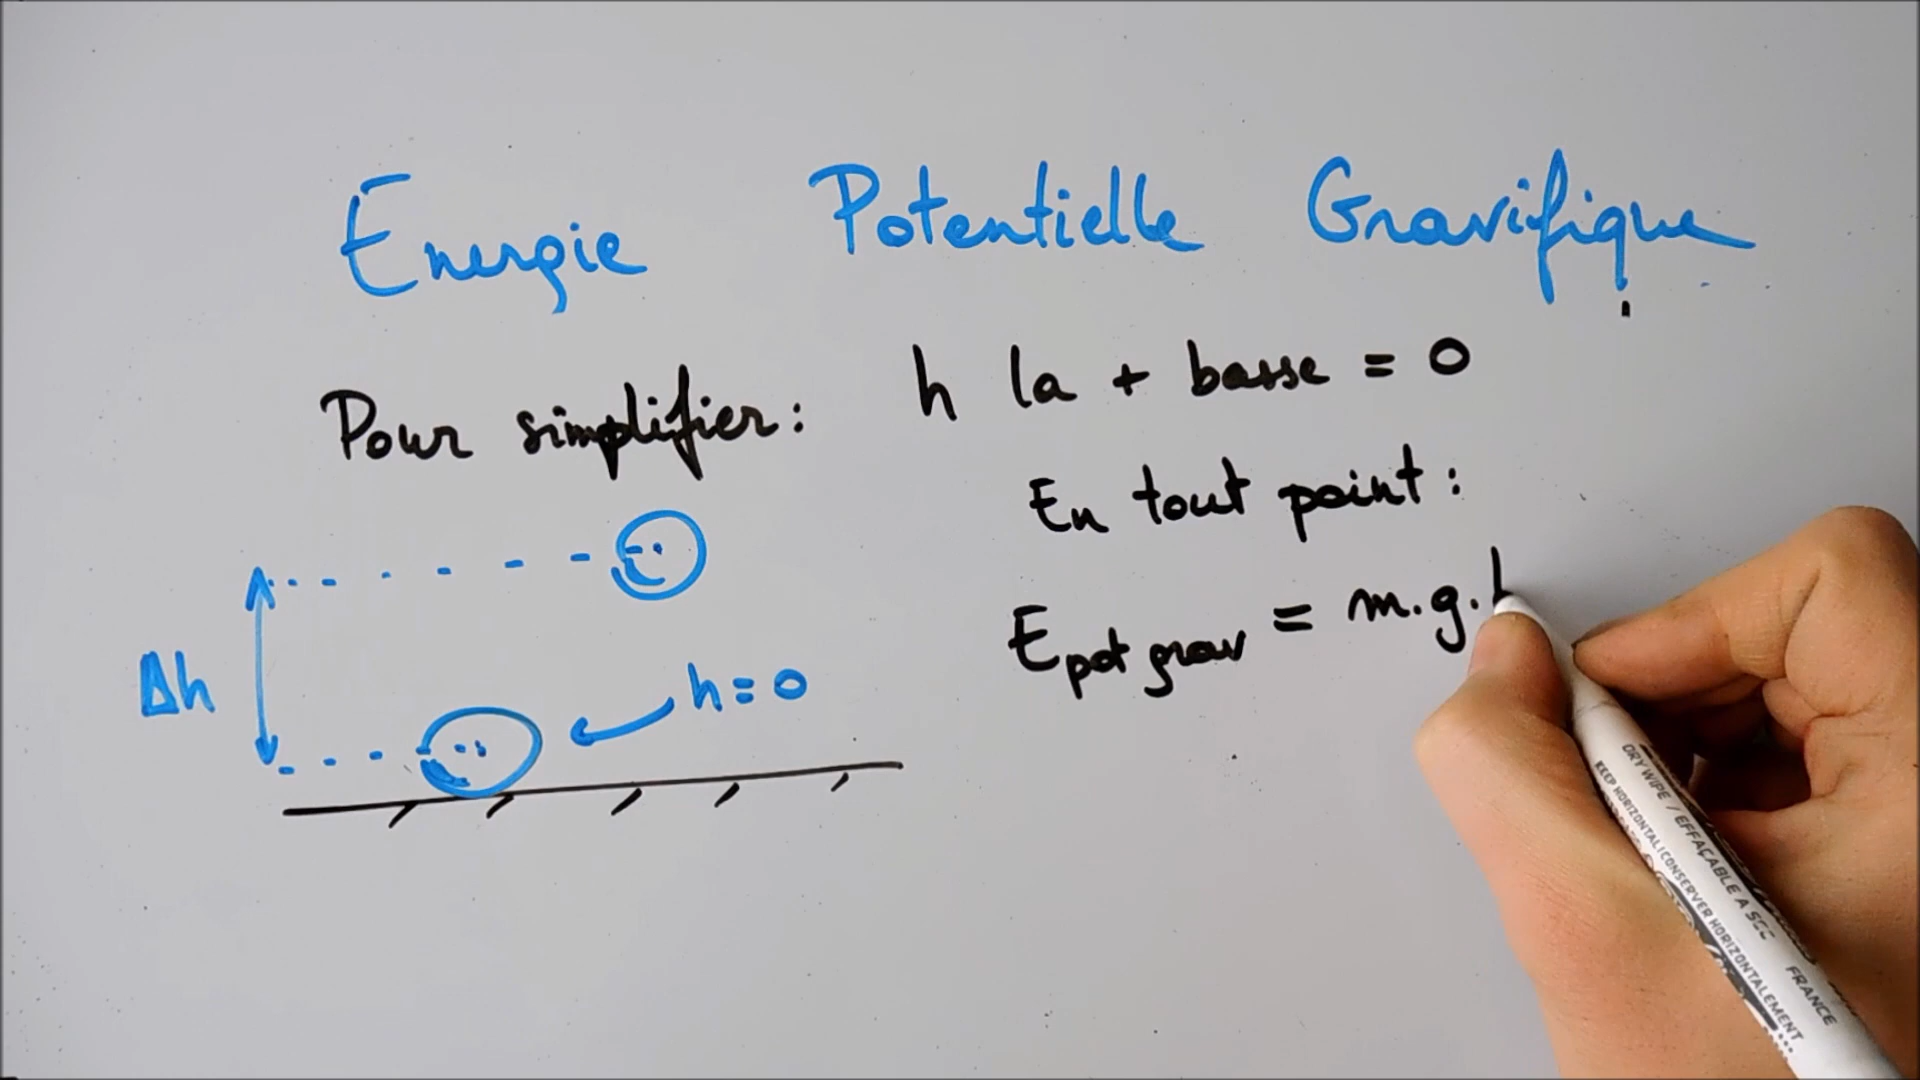 Energie Potentielle Gravifique
Pour simplifier: h la + basse = 0
En tout point:
Epot grav = m.g.h
Δh
h=0
DRY WIPE / EFFAÇABLE A SEC
FRANCE
KEEP HORIZONTAL/CONSERVER HORIZONTALEMENT